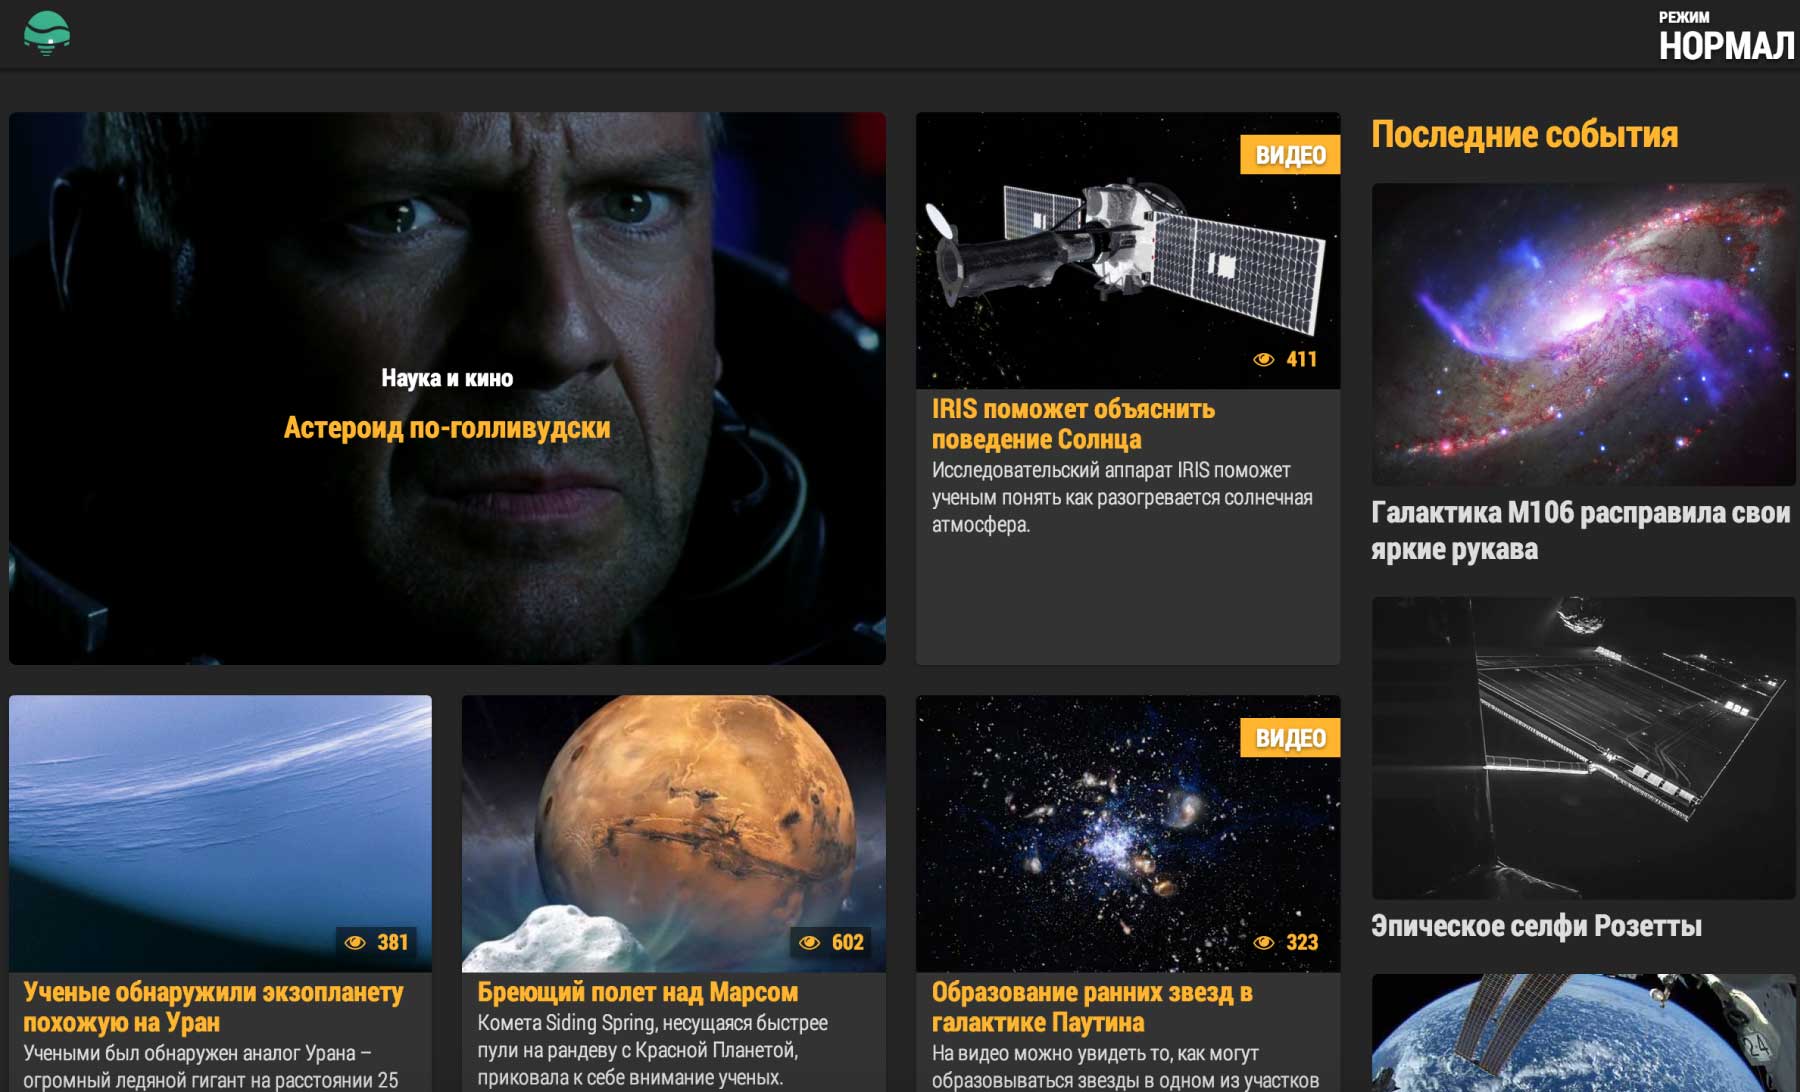 РЕЖИМ
НОРМАЛ
Наука и кино
Астероид по-голливудски
ВИДЕО
411
IRIS поможет объяснить
поведение Солнца
Исследовательский аппарат IRIS поможет
ученым понять как разогревается солнечная
атмосфера.
Последние события
Галактика М106 расправила свои
яркие рукава
Эпическое селфи Розетты
24
381
Ученые обнаружили экзопланету
похожую на Уран
Учеными был обнаружен аналог Урана –
огромный ледяной гигант на расстоянии 25
602
Бреющий полет над Марсом
Комета Siding Spring, несущаяся быстрее
пули на рандеву с Красной Планетой,
приковала к себе внимание ученых.
ВИДЕО
323
Образование ранних звезд в
галактике Паутина
На видео можно увидеть то, как могут
образовываться звезды в одном из участков